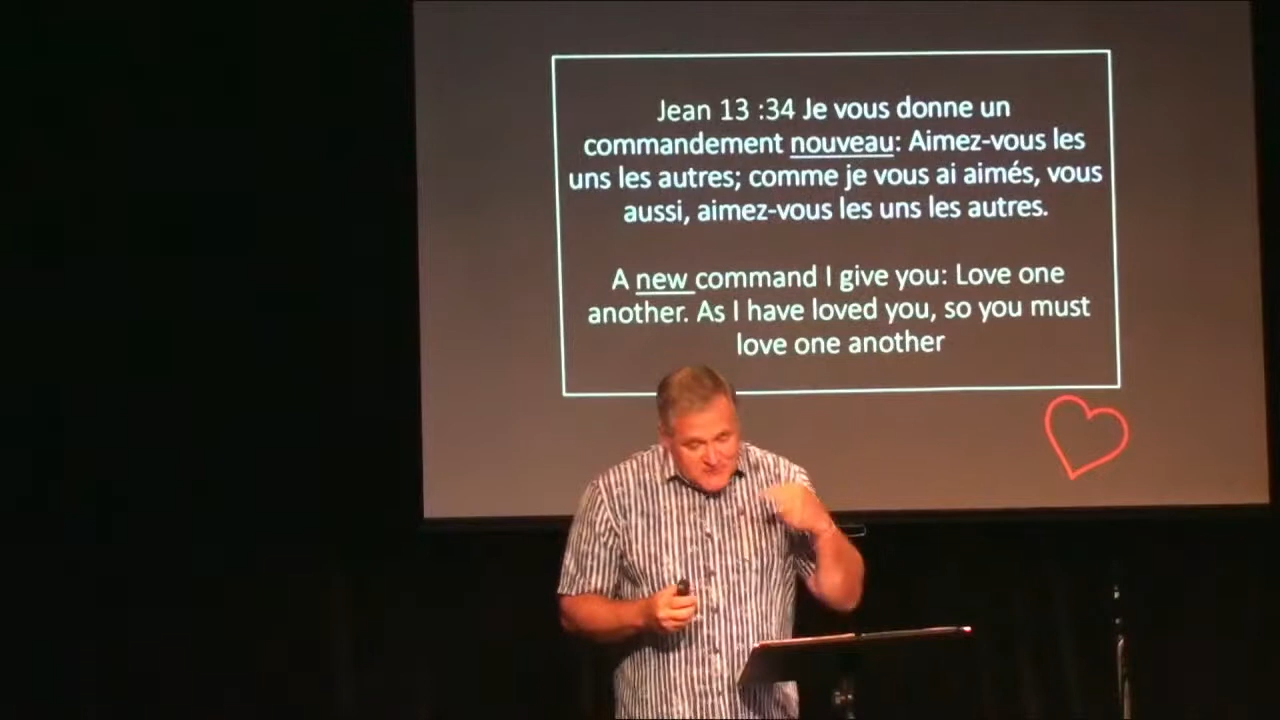 Jean 13 :34 Je vous donne un
commandement nouveau: Aimez-vous les
uns les autres; comme je vous ai aimés, vous
aussi, aimez-vous les uns les autres.
A new command I give you: Love one
another. As I have loved you, so you must
love one another